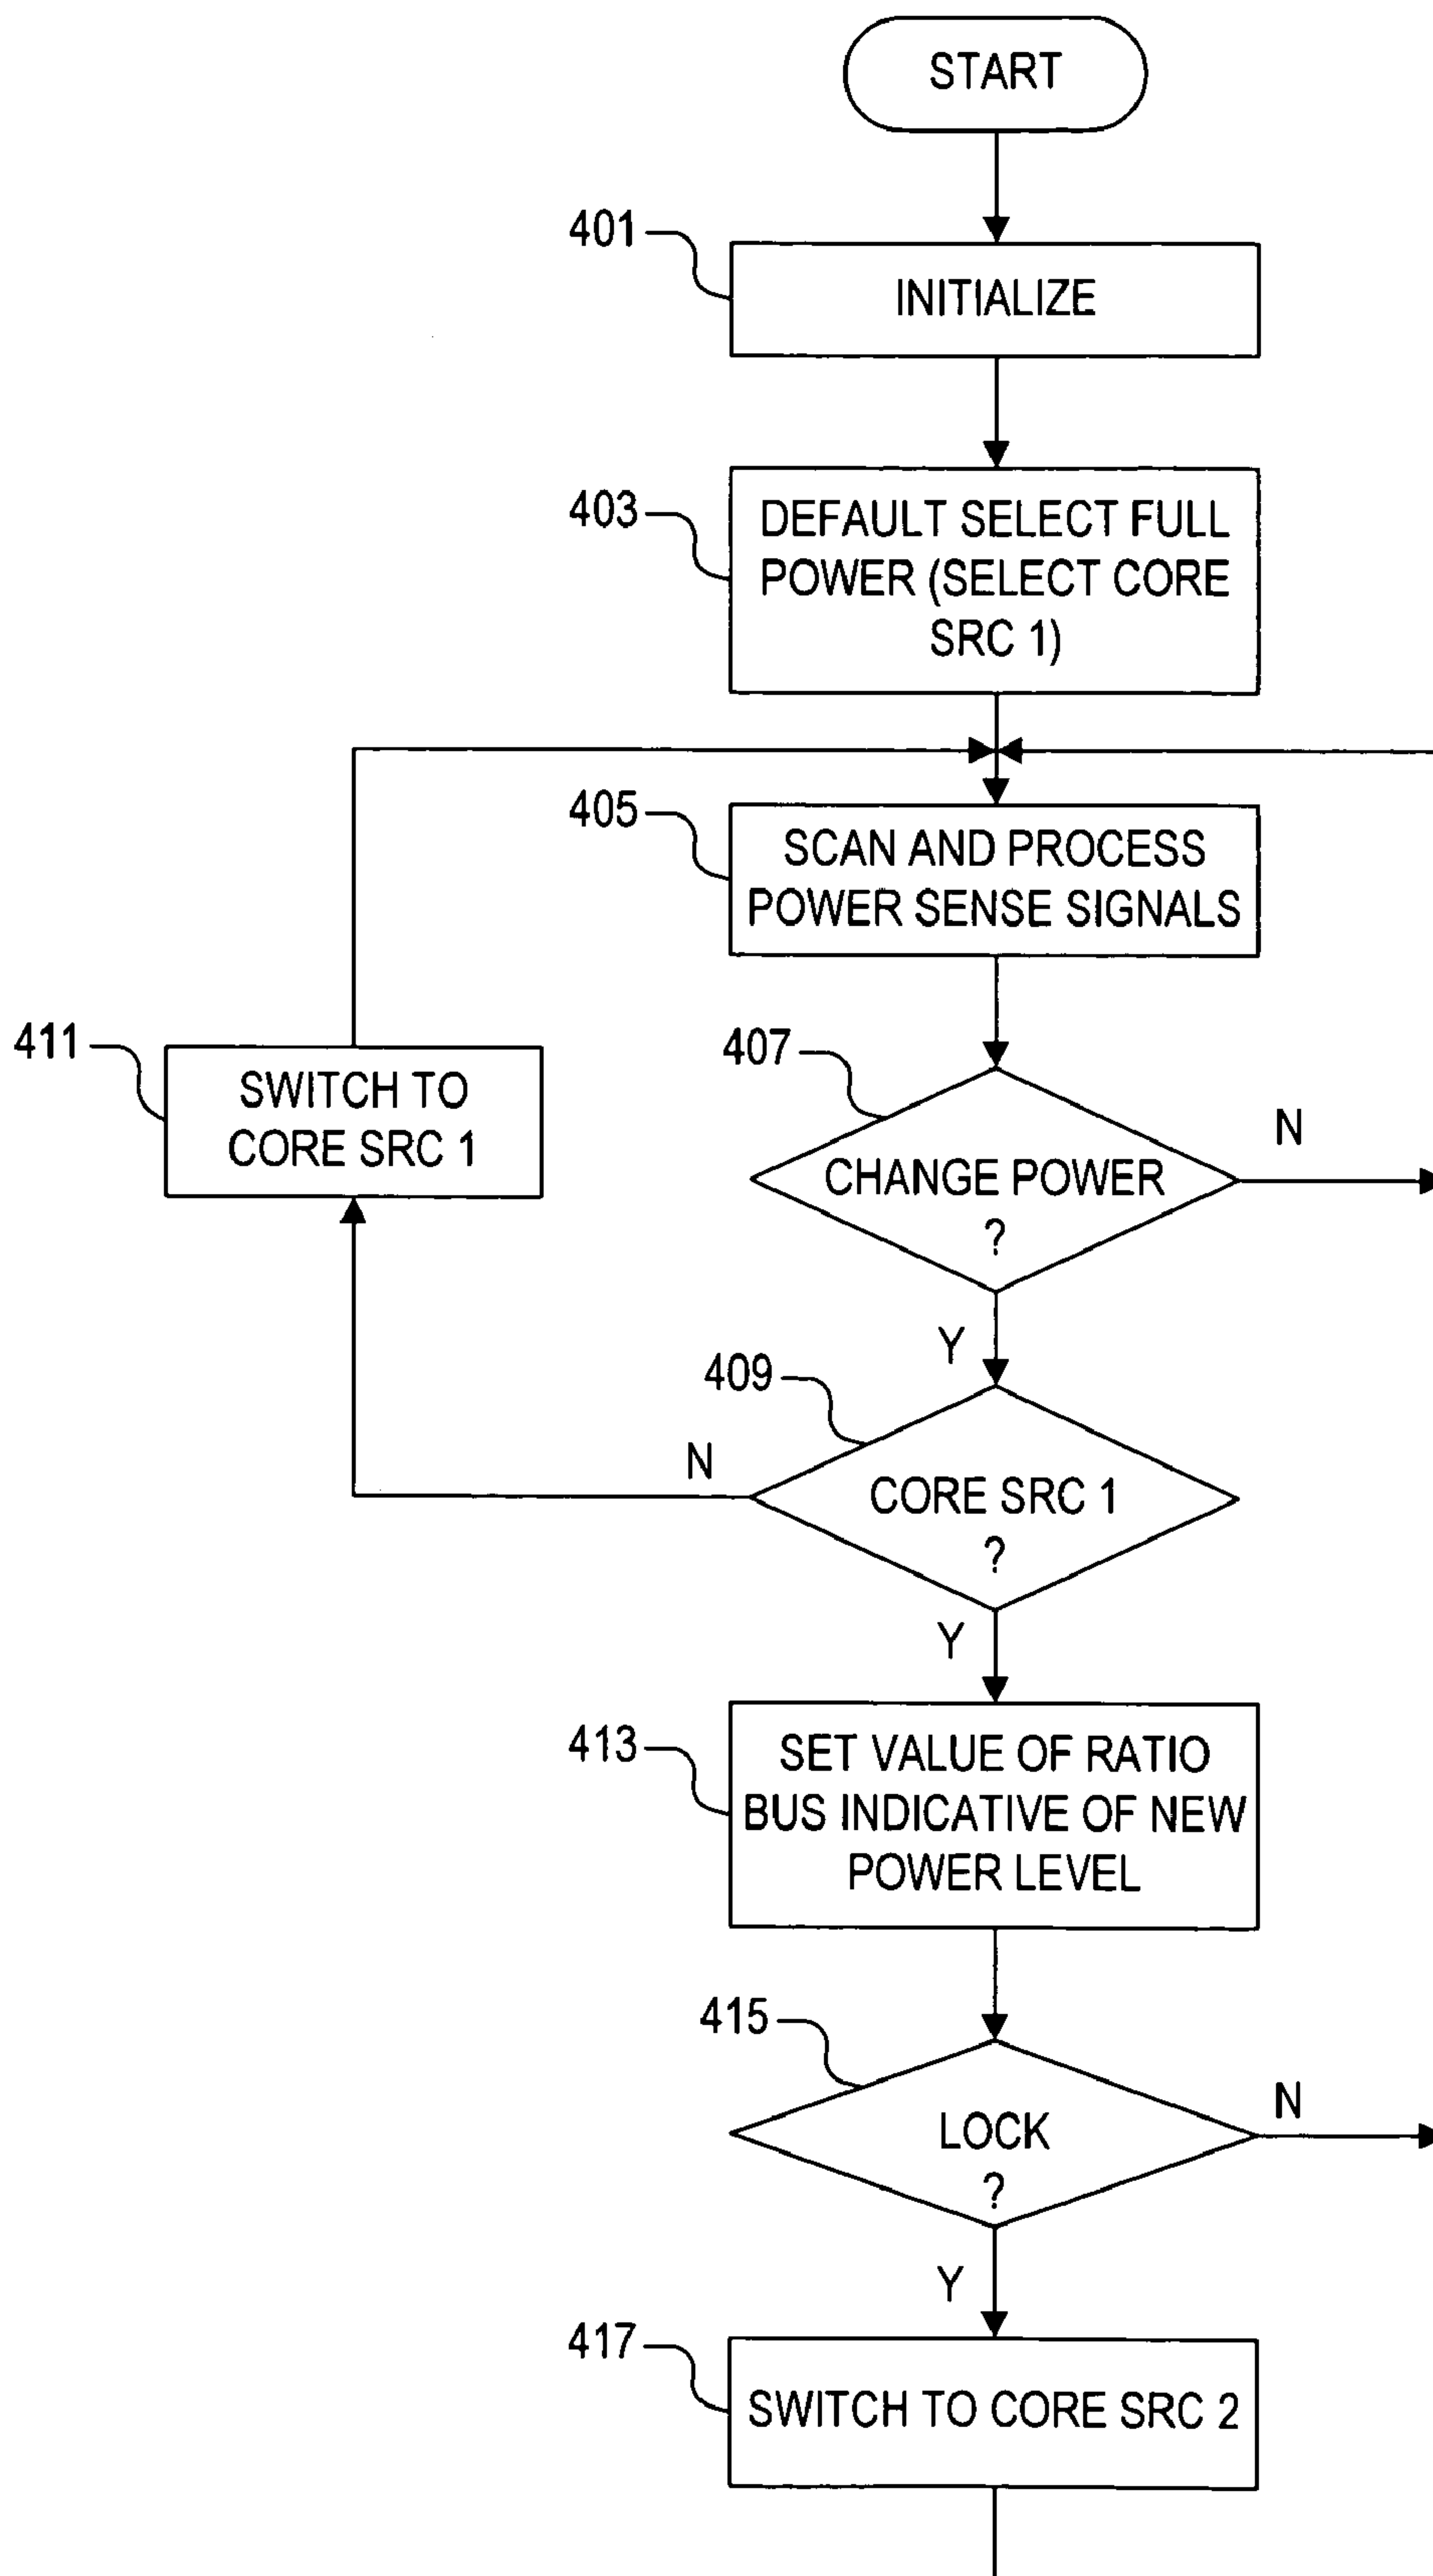 START
401
INITIALIZE
403
DEFAULT SELECT FULL
POWER (SELECT CORE
SRC 1)
405
SCAN AND PROCESS
POWER SENSE SIGNALS
411
SWITCH TO
CORE SRC 1
407
CHANGE POWER
?
N
Y
409
CORE SRC 1
?
N
Y
413
SET VALUE OF RATIO
BUS INDICATIVE OF NEW
POWER LEVEL
415
LOCK
?
N
Y
417
SWITCH TO CORE SRC 2